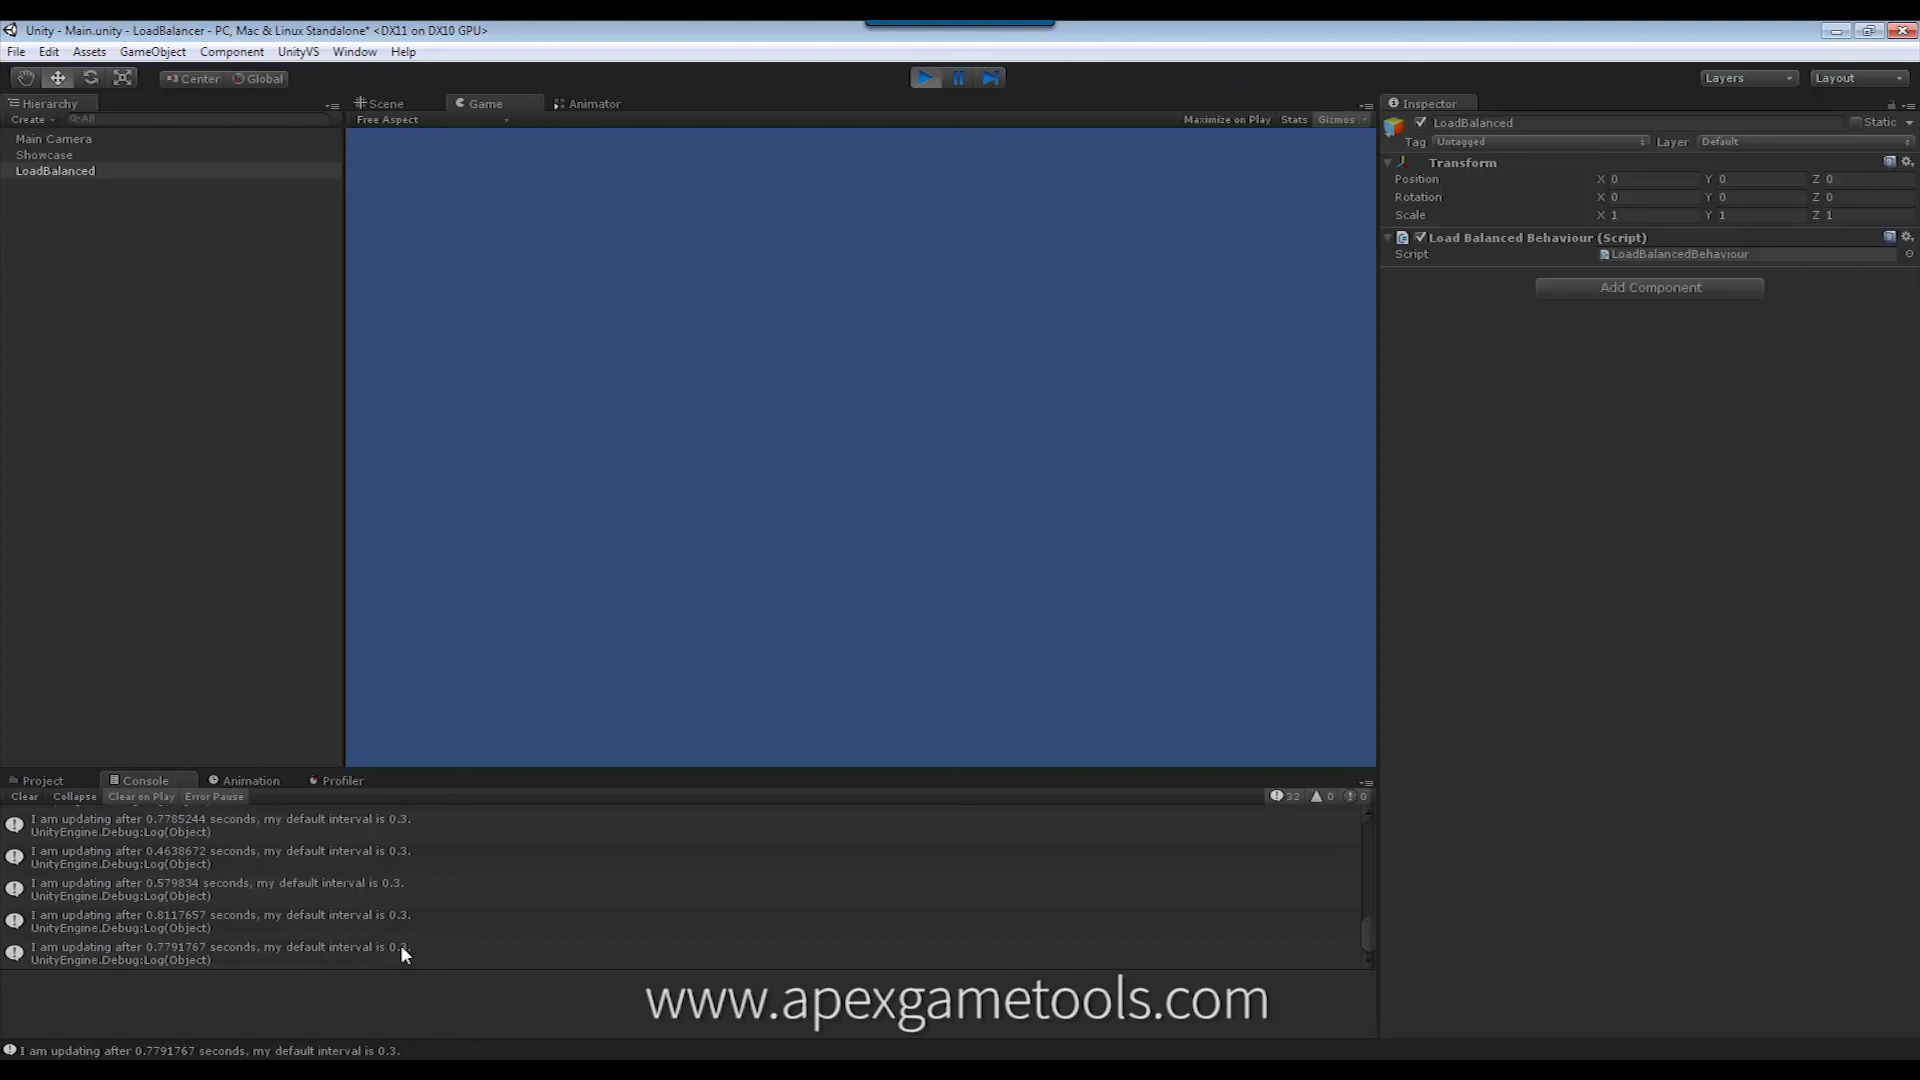 Unity - Main.unity - LoadBalancer - PC, Mac & Linux Standalone* <DX11 on DX10 GPU>
File Edit Assets GameObject Component UnityVS Window Help
Center Global Layers Layout
Hierarchy Scene Game Animator Inspector
Create All Free Aspect Maximize on Play Stats Gizmos
LoadBalanced Static
Main Camera
Showcase
LoadBalanced
Tag Untagged Layer Default
Transform
Position X 0 Y 0 Z 0
Rotation X 0 Y 0 Z 0
Scale X 1 Y 1 Z 1
Load Balanced Behaviour (Script)
Script LoadBalancedBehaviour
Add Component
Project Console Animation Profiler
Clear Collapse Clear on Play Error Pause 32 0 0
I am updating after 0.7785244 seconds, my default interval is 0.3.
UnityEngine.Debug:Log(Object)
I am updating after 0.4638672 seconds, my default interval is 0.3.
UnityEngine.Debug:Log(Object)
I am updating after 0.579834 seconds, my default interval is 0.3.
UnityEngine.Debug:Log(Object)
I am updating after 0.8117657 seconds, my default interval is 0.3.
UnityEngine.Debug:Log(Object)
I am updating after 0.7791767 seconds, my default interval is 0.3.
UnityEngine.Debug:Log(Object)
www.apexgametools.com
I am updating after 0.7791767 seconds, my default interval is 0.3.